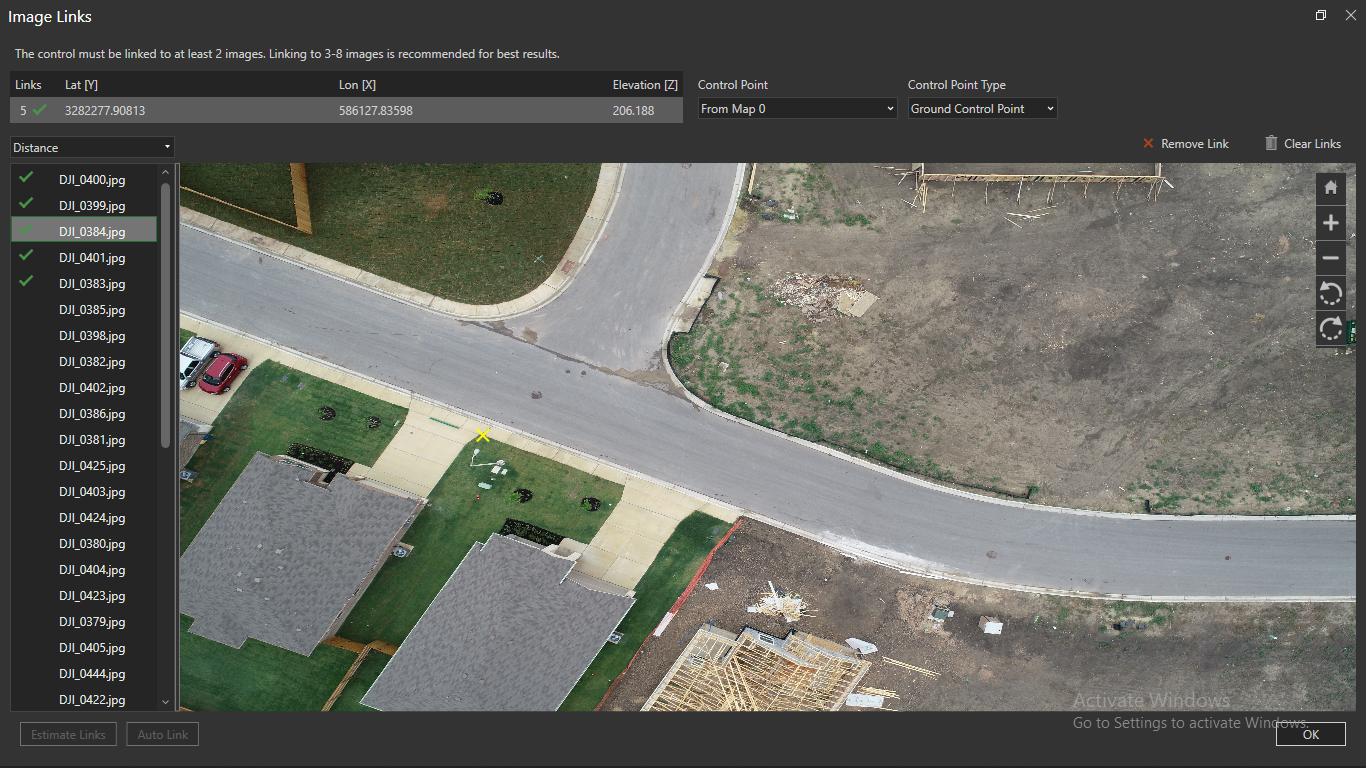 Image Links
The control must be linked to at least 2 images. Linking to 3-8 images is recommended for best results.
Links Lat [Y] Lon [X] Elevation [Z] Control Point Control Point Type
5 3282277.90813 586127.83598 206.188 From Map 0 Ground Control Point
Distance Remove Link Clear Links
DJI_0400.jpg
DJI_0399.jpg
DJI_0384.jpg
DJI_0401.jpg
DJI_0383.jpg
DJI_0385.jpg
DJI_0398.jpg
DJI_0382.jpg
DJI_0402.jpg
DJI_0386.jpg
DJI_0381.jpg
DJI_0425.jpg
DJI_0403.jpg
DJI_0424.jpg
DJI_0380.jpg
DJI_0404.jpg
DJI_0423.jpg
DJI_0379.jpg
DJI_0405.jpg
DJI_0444.jpg
DJI_0422.jpg
Activate Windows
Go to Settings to activate Windows.
Estimate Links Auto Link OK